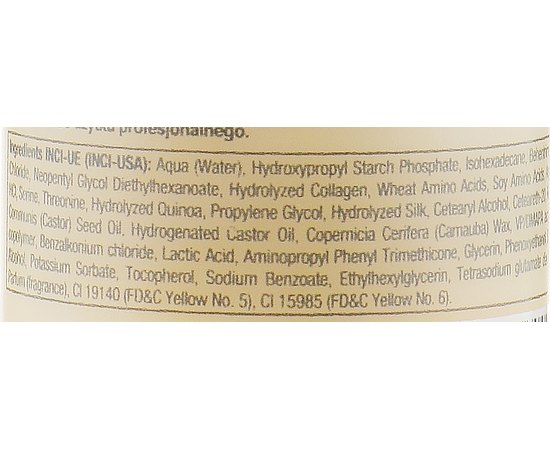 profesjonalnego.
Ingredients INCI-UE (INCI-USA): Aqua (Water), Hydroxypropyl Starch Phosphate, Isohexadecane,
Chloride, Neopentyl Glycol Diethylhexanoate, Hydrolyzed Collagen, Wheat Amino Acids, Soy Amino Acids,
Serine, Threonine, Hydrolyzed Quinoa, Propylene Glycol, Hydrolyzed Silk, Cetearyl Alcohol,
Communis (Castor) Seed Oil, Hydrogenated Castor Oil, Copernicia Cerifera (Carnauba) Wax,
Benzalkonium chloride, Lactic Acid, Aminopropyl Phenyl Trimethicone, Glycerin,
Alcohol, Potassium Sorbate, Tocopherol, Sodium Benzoate, Ethylhexylglycerin, Tetrasodium glutamate
Parfum (fragrance), CI 19140 (FD&C Yellow No. 5), CI 15985 (FD&C Yellow No. 6).